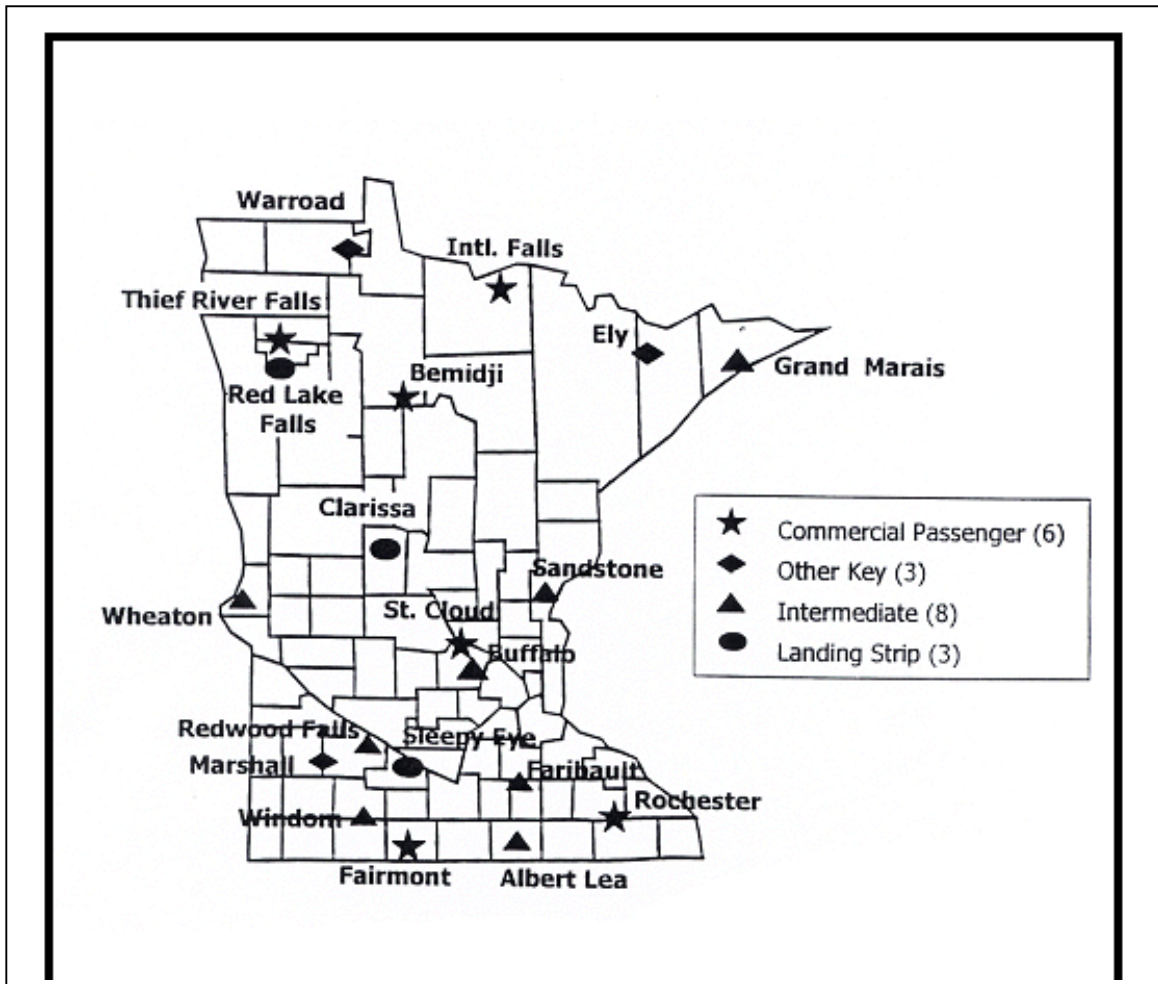 Warroad
Intl. Falls
Thief River Falls
Ely
Grand Marais
Bemidji
Red Lake
Falls
Clarissa
Commercial Passenger (6)
Other Key (3)
Intermediate (8)
Landing Strip (3)
Sandstone
Wheaton
St. Cloud
Buffalo
Redwood Falls
Sleepy Eye
Marshall
Faribault
Rochester
Windom
Fairmont
Albert Lea